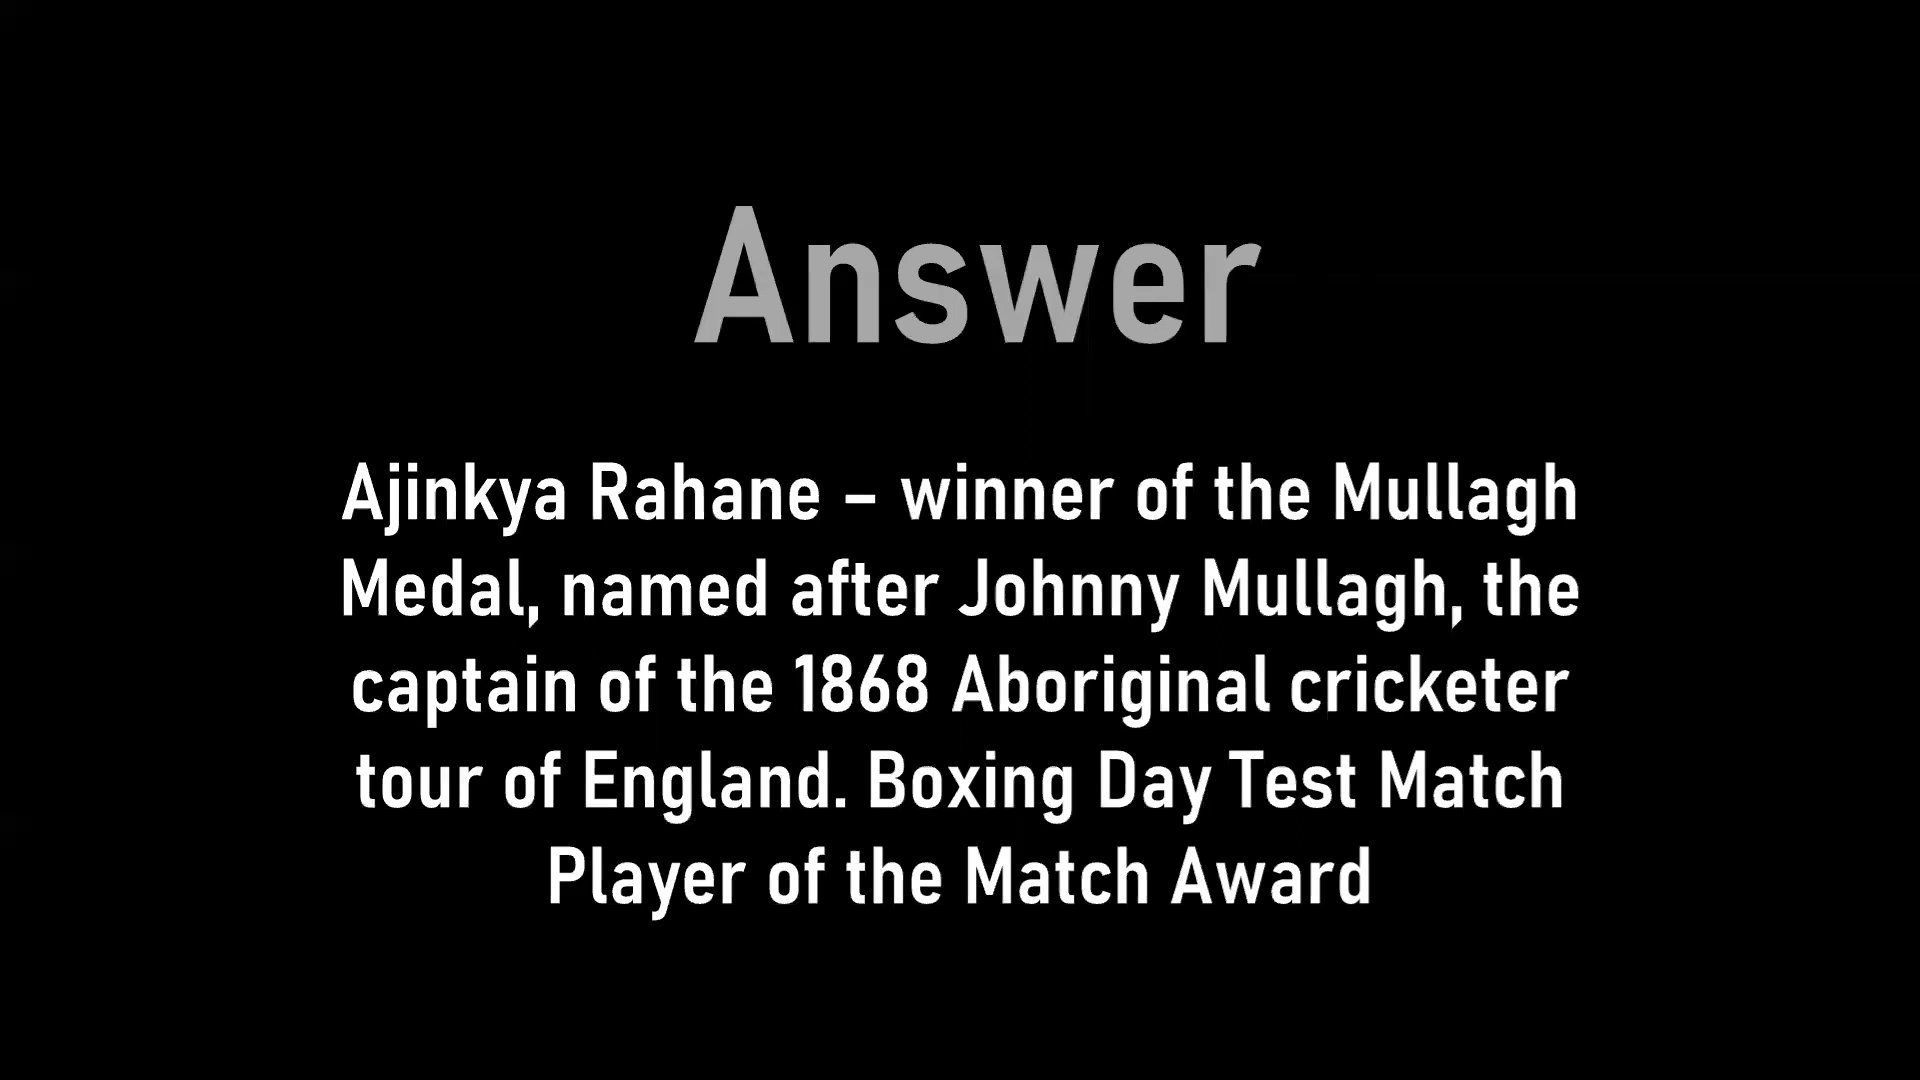 Answer
Ajinkya Rahane – winner of the Mullagh
Medal, named after Johnny Mullagh, the
captain of the 1868 Aboriginal cricketer
tour of England. Boxing Day Test Match
Player of the Match Award